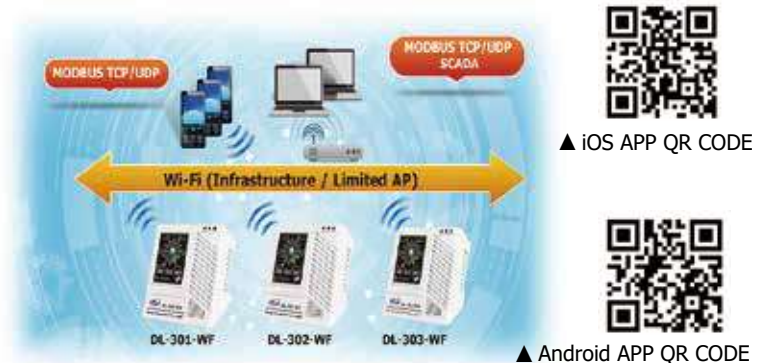 MODBUS TCP/UDP
MODBUS TCP/UDP
SCADA
Wi-Fi (Infrastructure / Limited AP)
DL-301-WF
DL-302-WF
DL-303-WF
▲ iOS APP QR CODE
▲ Android APP QR CODE